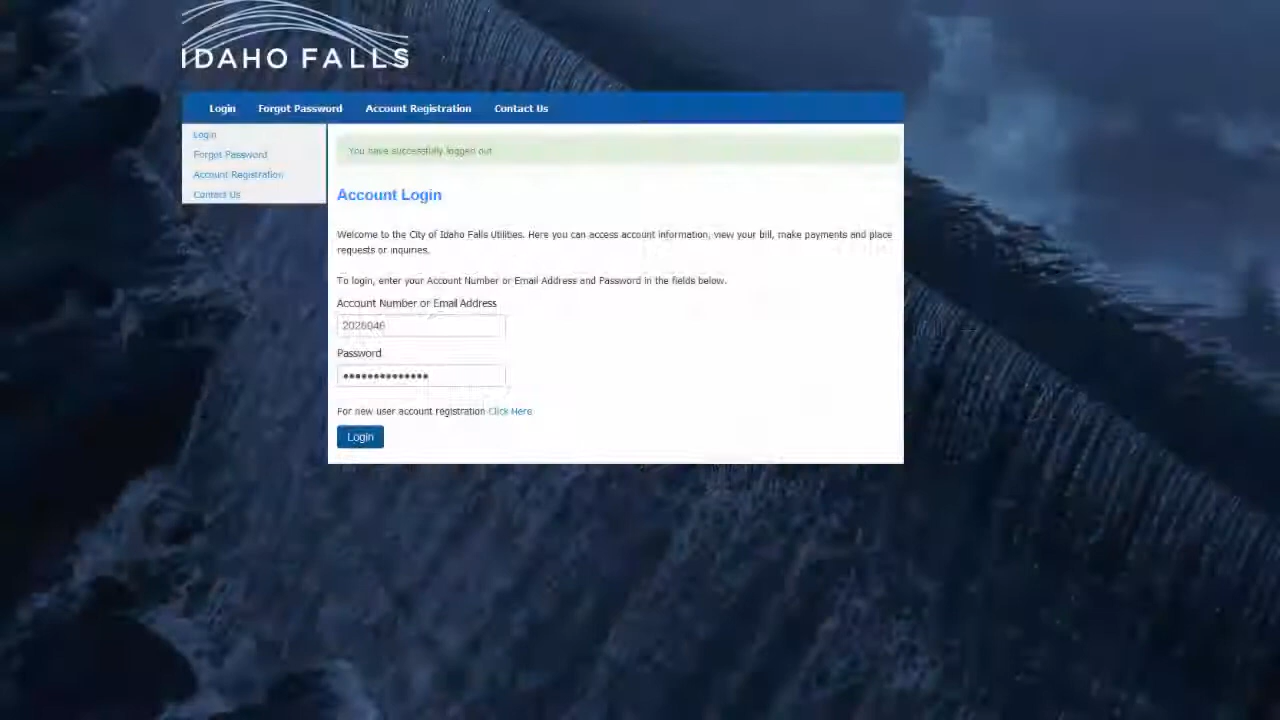 IDAHO FALLS
Login Forgot Password Account Registration Contact Us
Login
Forgot Password
Account Registration
Contact Us
You have successfully loggen out
Account Login
Welcome to the City of Idaho Falls Utilities. Here you can access account information, view your bill, make payments and place
requests or inquiries.
To login, enter your Account Number or Email Address and Password in the fields below.
Account Number or Email Address
2026046
Password
For new user account registration Click Here
Login